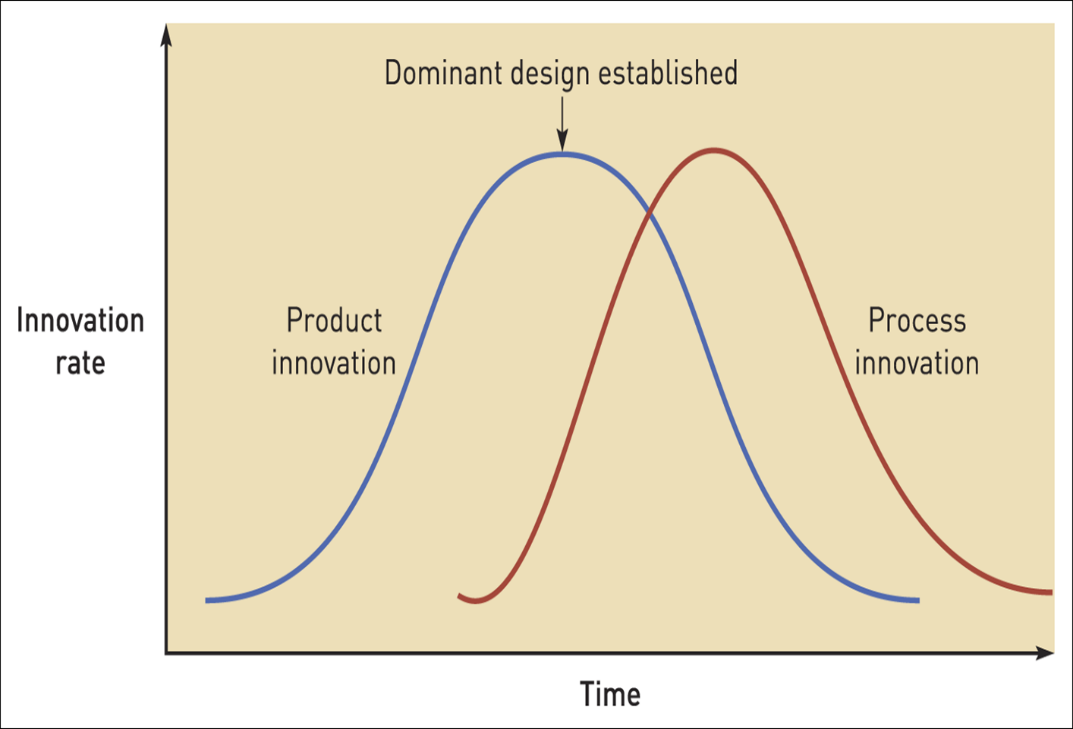 Dominant design established
Innovation
rate
Product
innovation
Process
innovation
Time